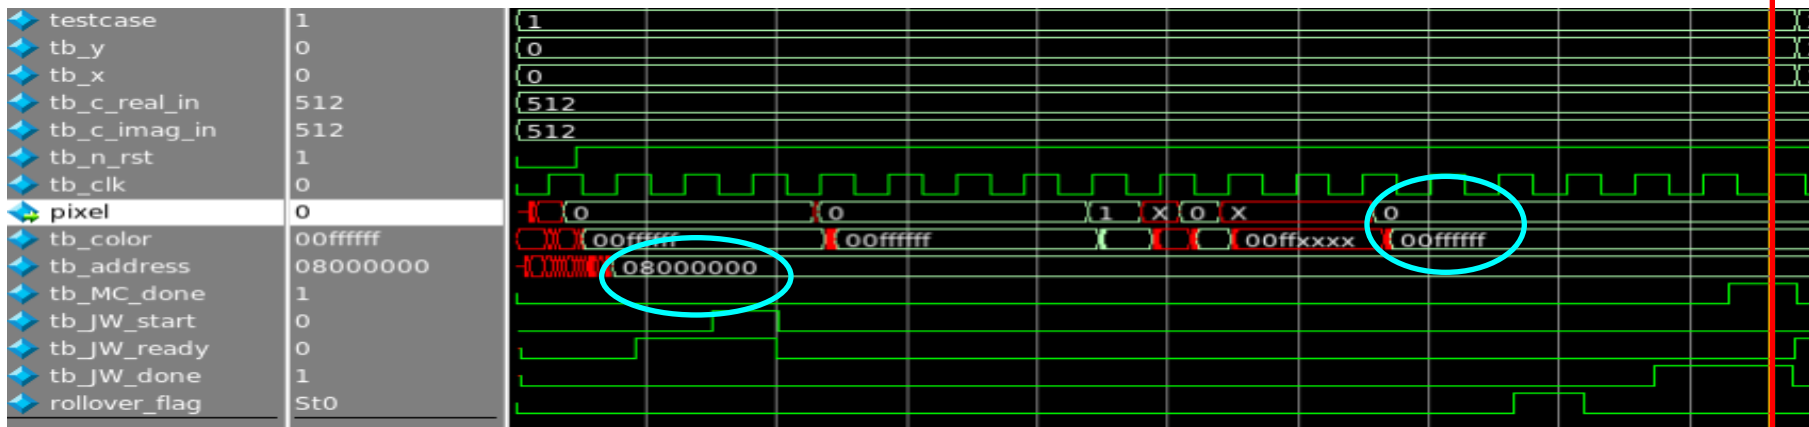 testcase 1 1
tb_y 0 0
tb_x 0 0
tb_c_real_in 512 512
tb_c_imag_in 512 512
tb_n_rst 1
tb_clk 0
pixel 0 0 0 1 X 0 X 0
tb_color 00ffffff 00ffffff 00ffffff 00ffxxxx 00ffffff
tb_address 08000000 08000000
tb_MC_done 1
tb_JW_start 0
tb_JW_ready 0
tb_JW_done 1
rollover_flag St0